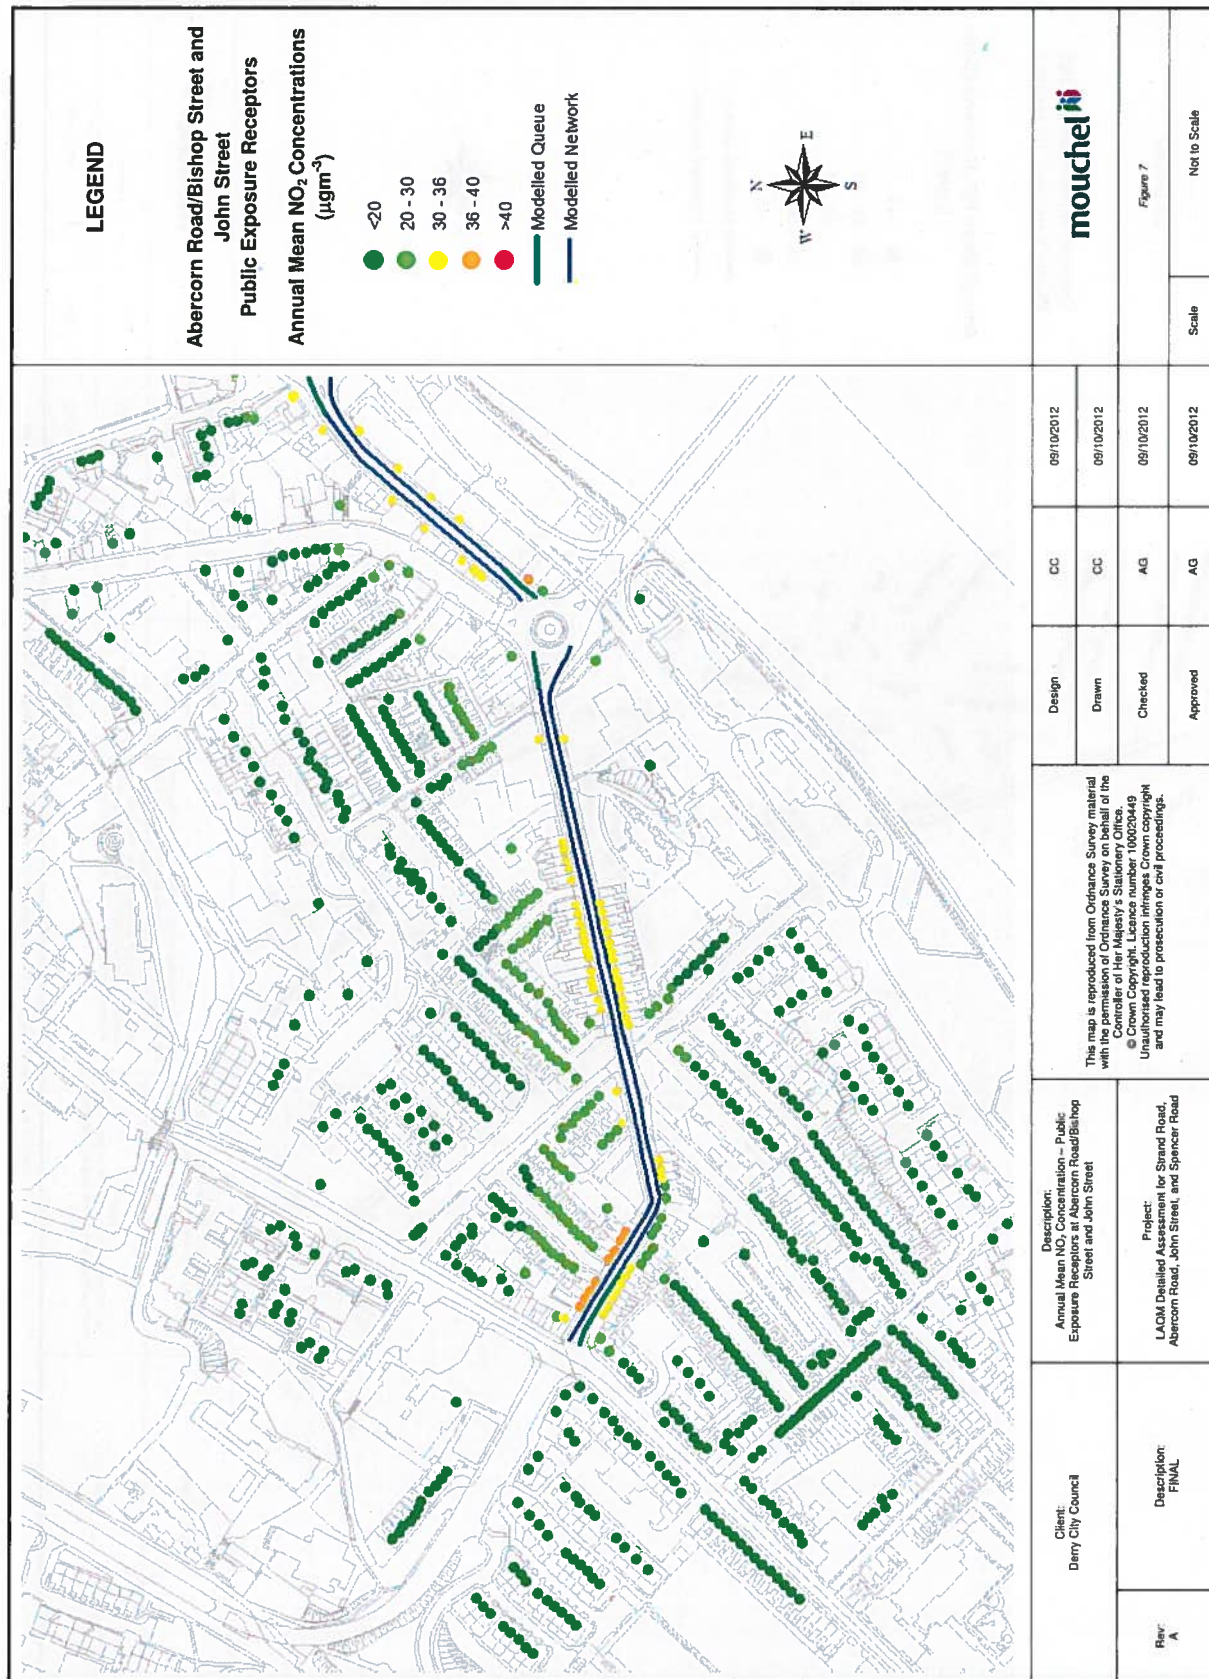 LEGEND
Abercorn Road/Bishop Street and
John Street
Public Exposure Receptors
Annual Mean NO₂ Concentrations
(µgm⁻³)
<20
20 - 30
30 - 36
36 - 40
>40
Modelled Queue
Modelled Network
N
E
S
W
Client:
Derry City Council
Rev:
A
Description:
FINAL
Description:
Annual Mean NO₂ Concentration – Public
Exposure Receptors at Abercorn Road/Bishop
Street and John Street
Project:
LAQM Detailed Assessment for Strand Road,
Abercorn Road, John Street, and Spencer Road
This map is reproduced from Ordnance Survey material
with the permission of Ordnance Survey on behalf of the
Controller of Her Majesty's Stationery Office.
© Crown Copyright. Licence number 100020449
Unauthorised reproduction infringes Crown copyright
and may lead to prosecution or civil proceedings.
Design CC 09/10/2012
Drawn CC 09/10/2012
Checked AG 09/10/2012
Approved AG 09/10/2012
mouchel
Figure 7
Scale Not to Scale